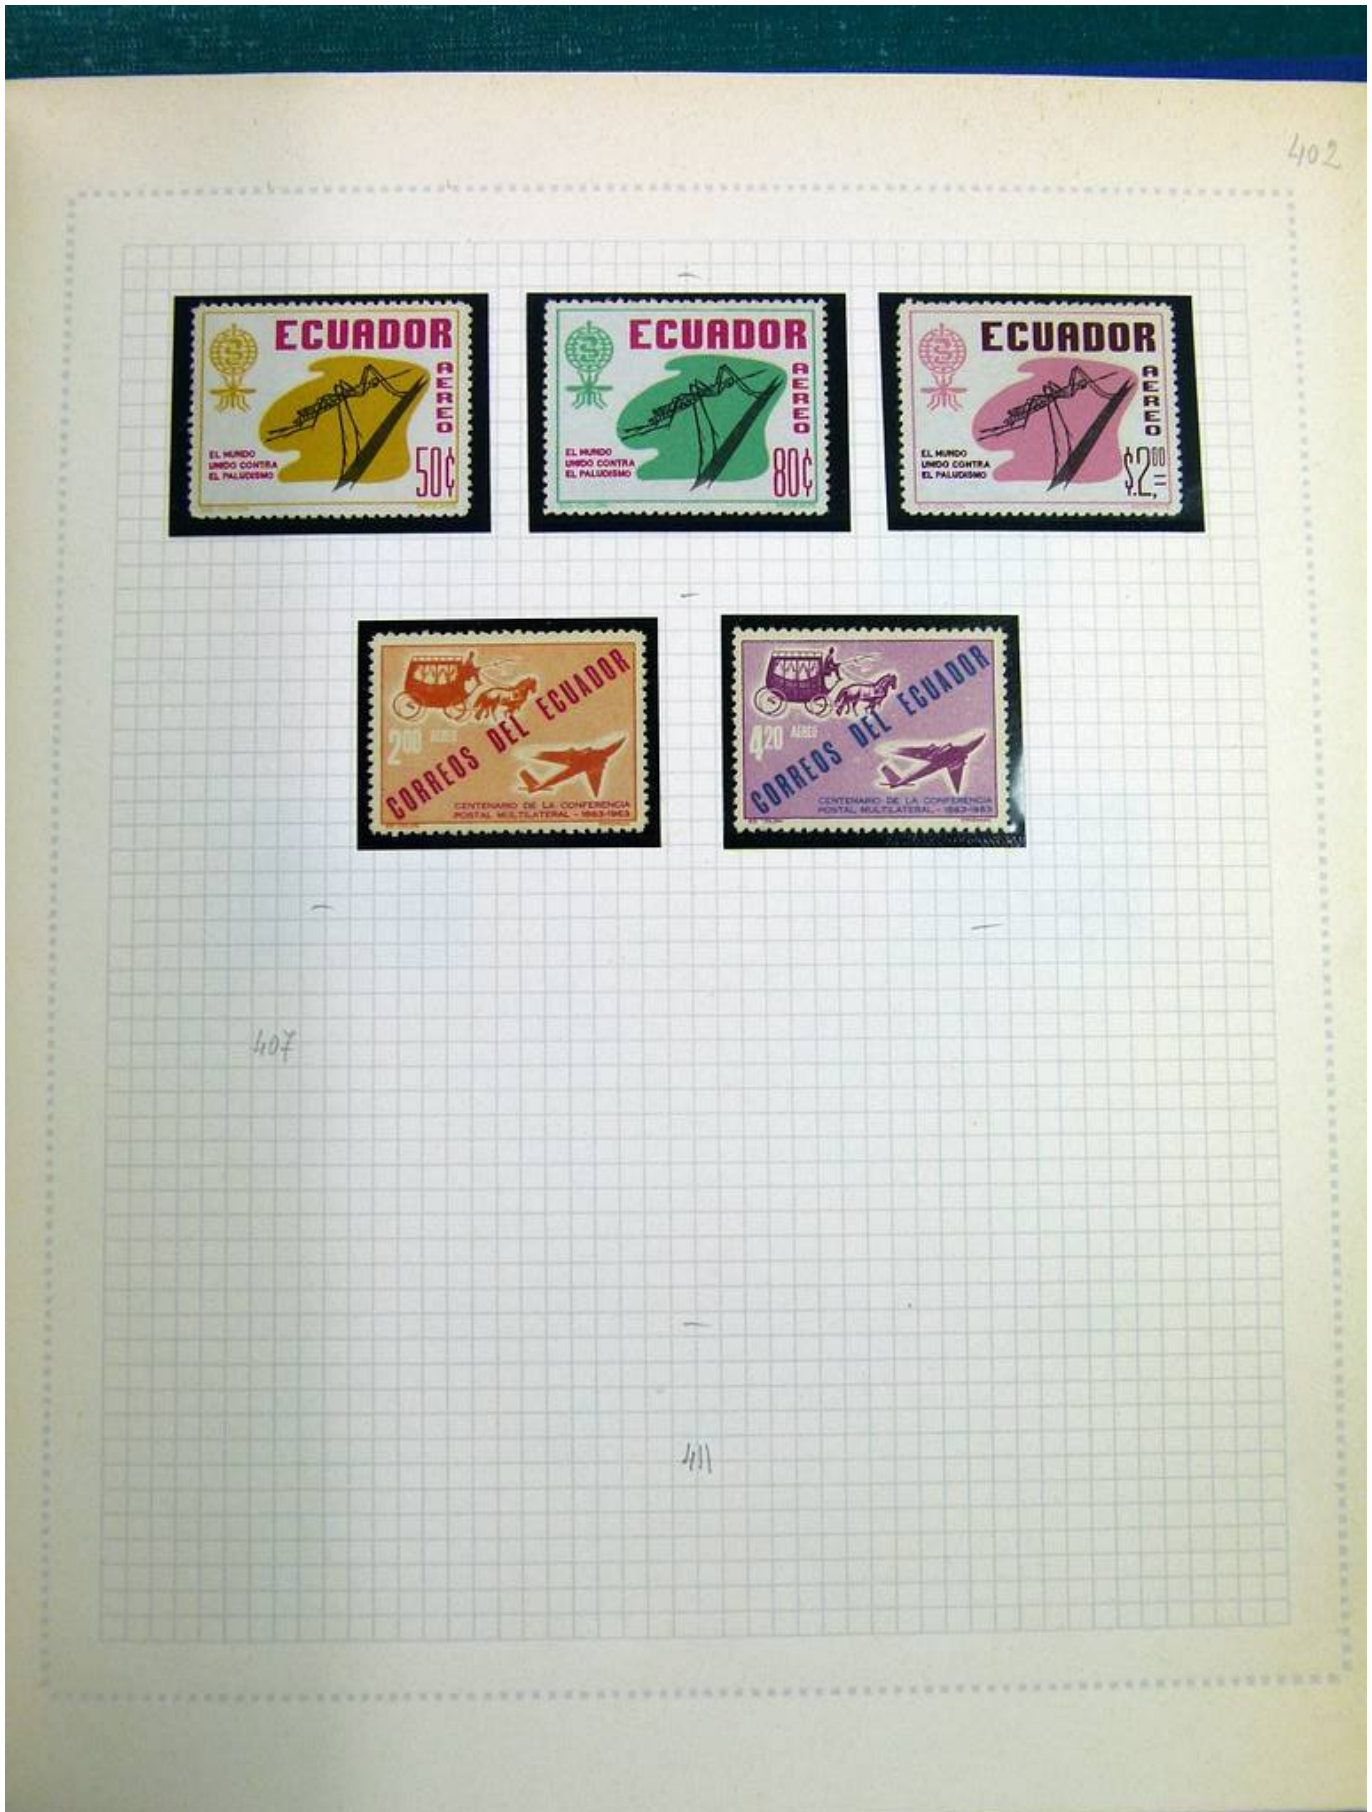 402
ECUADOR
AEREO
EL MUNDO
UNIDO CONTRA
EL PALUDISMO
50¢
ECUADOR
AEREO
EL MUNDO
UNIDO CONTRA
EL PALUDISMO
80¢
ECUADOR
AEREO
EL MUNDO
UNIDO CONTRA
EL PALUDISMO
$.2,00=
2.00 AEREO
CORREOS DEL ECUADOR
CENTENARIO DE LA CONFERENCIA
POSTAL MULTILATERAL - 1863-1963
4.20 AEREO
CORREOS DEL ECUADOR
CENTENARIO DE LA CONFERENCIA
POSTAL MULTILATERAL - 1863-1963
407
411